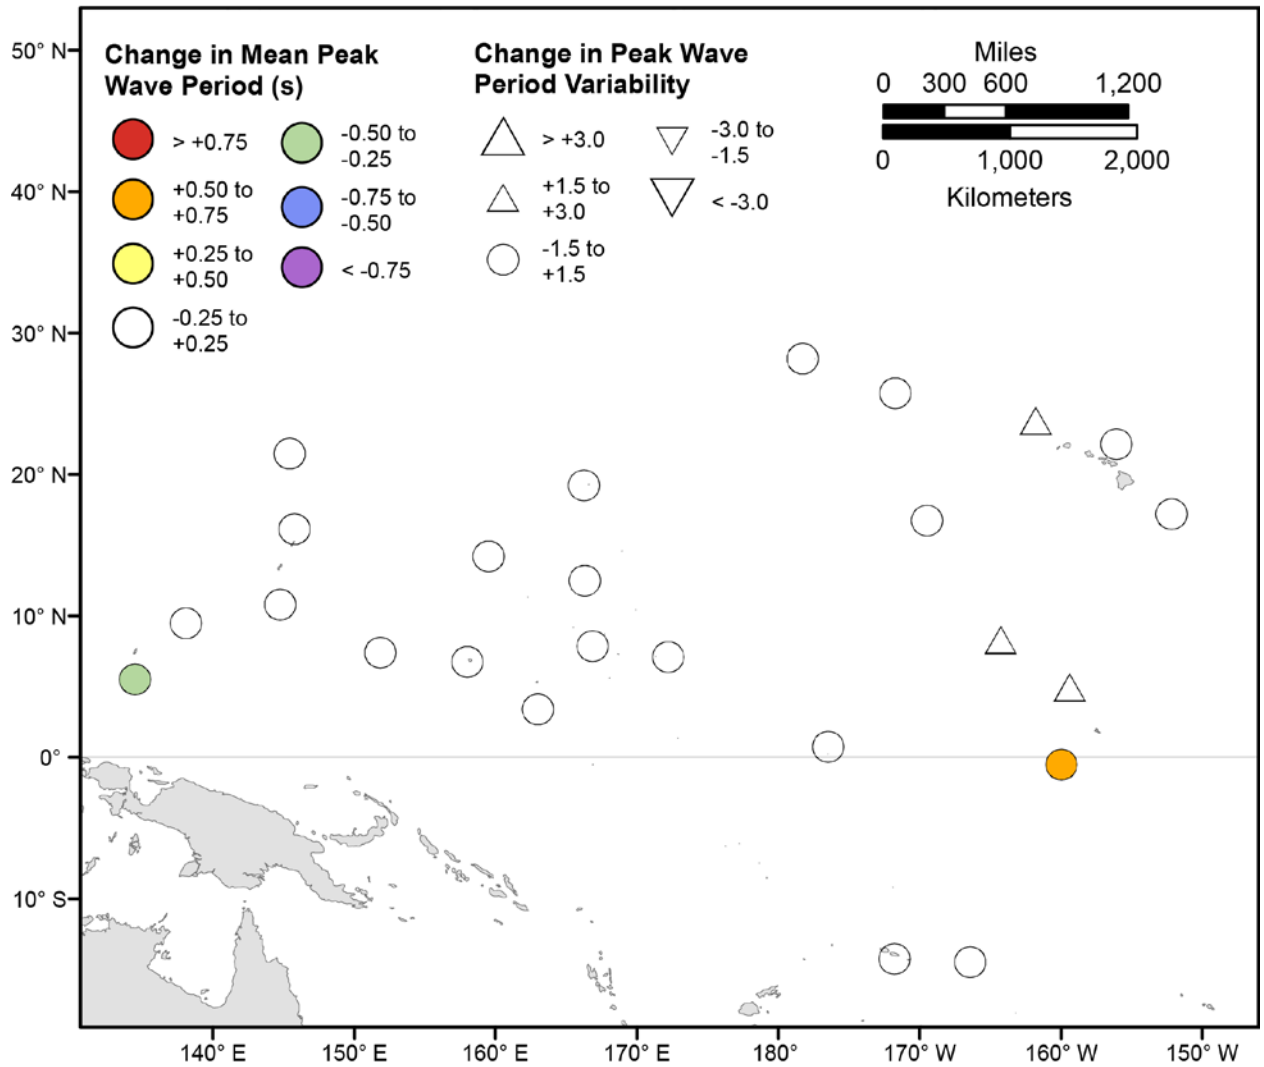 Change in Mean Peak
Wave Period (s)
> +0.75
+0.50 to
+0.75
+0.25 to
+0.50
-0.25 to
+0.25
-0.50 to
-0.25
-0.75 to
-0.50
< -0.75
Change in Peak Wave
Period Variability
> +3.0
+1.5 to
+3.0
-1.5 to
+1.5
-3.0 to
-1.5
< -3.0
Miles
0 300 600 1,200
0 1,000 2,000
Kilometers
50° N
40° N
30° N
20° N
10° N
0°
10° S
140° E 150° E 160° E 170° E 180° 170° W 160° W 150° W